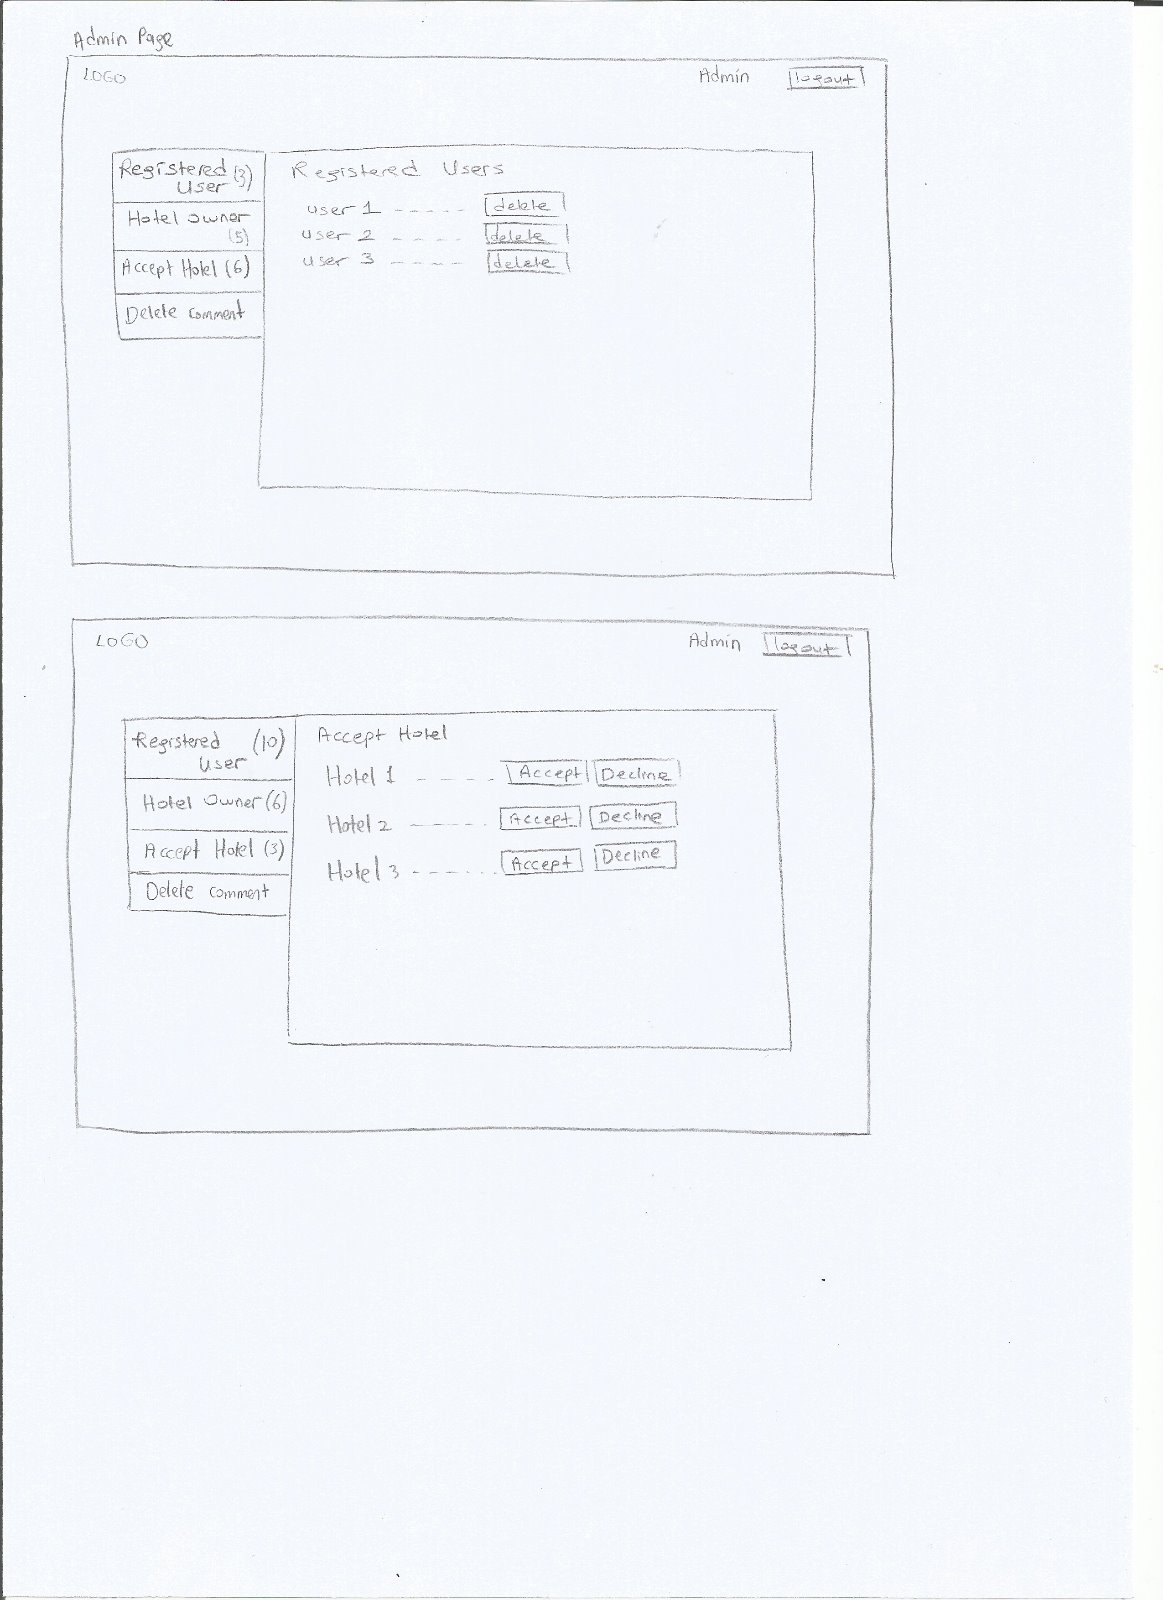 Admin Page
LOGO Admin logout
Registered (3)
User
Hotel Owner
(5)
Accept Hotel (6)
Delete comment
Registered Users
user 1 ----- delete
user 2 ---- delete
user 3 ----- delete
LOGO Admin logout
Registered (10)
User
Hotel Owner (6)
Accept Hotel (3)
Delete comment
Accept Hotel
Hotel 1 ----- Accept Decline
Hotel 2 ------ Accept Decline
Hotel 3 ------ Accept Decline